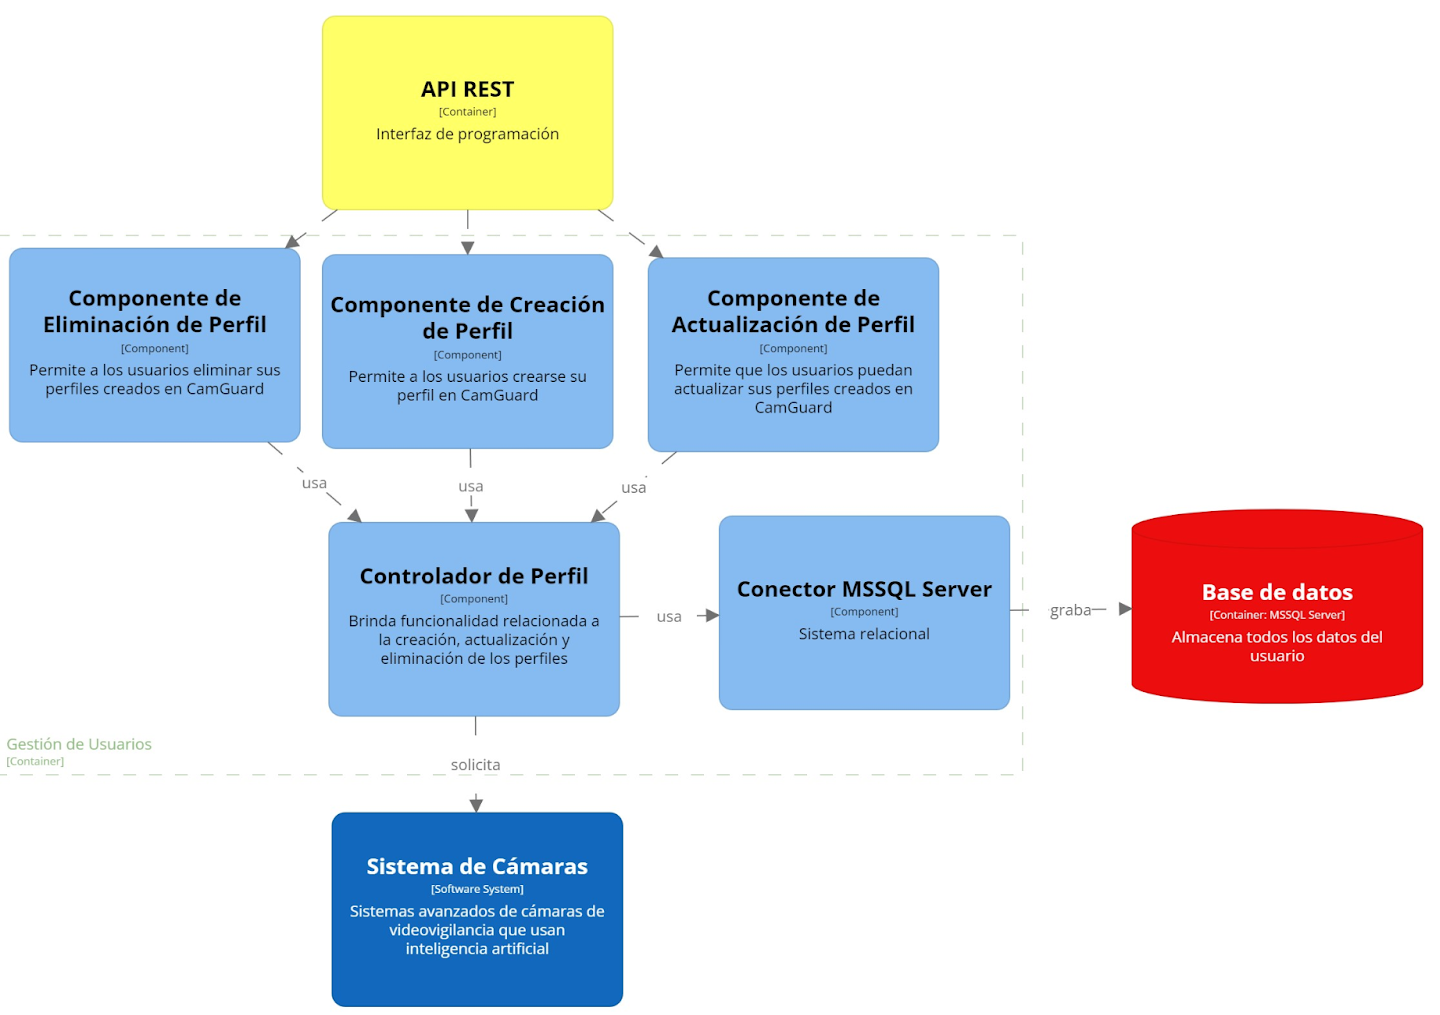 API REST
[Container]
Interfaz de programación
Componente de
Eliminación de Perfil
[Component]
Permite a los usuarios eliminar sus
perfiles creados en CamGuard
Componente de Creación
de Perfil
[Component]
Permite a los usuarios crearse su
perfil en CamGuard
Componente de
Actualización de Perfil
[Component]
Permite que los usuarios puedan
actualizar sus perfiles creados en
CamGuard
usa
usa
usa
Controlador de Perfil
[Component]
Brinda funcionalidad relacionada a
la creación, actualización y
eliminación de los perfiles
usa
Conector MSSQL Server
[Component]
Sistema relacional
graba
Base de datos
[Container: MSSQL Server]
Almacena todos los datos del
usuario
Gestión de Usuarios
[Container]
solicita
Sistema de Cámaras
[Software System]
Sistemas avanzados de cámaras de
videovigilancia que usan
inteligencia artificial